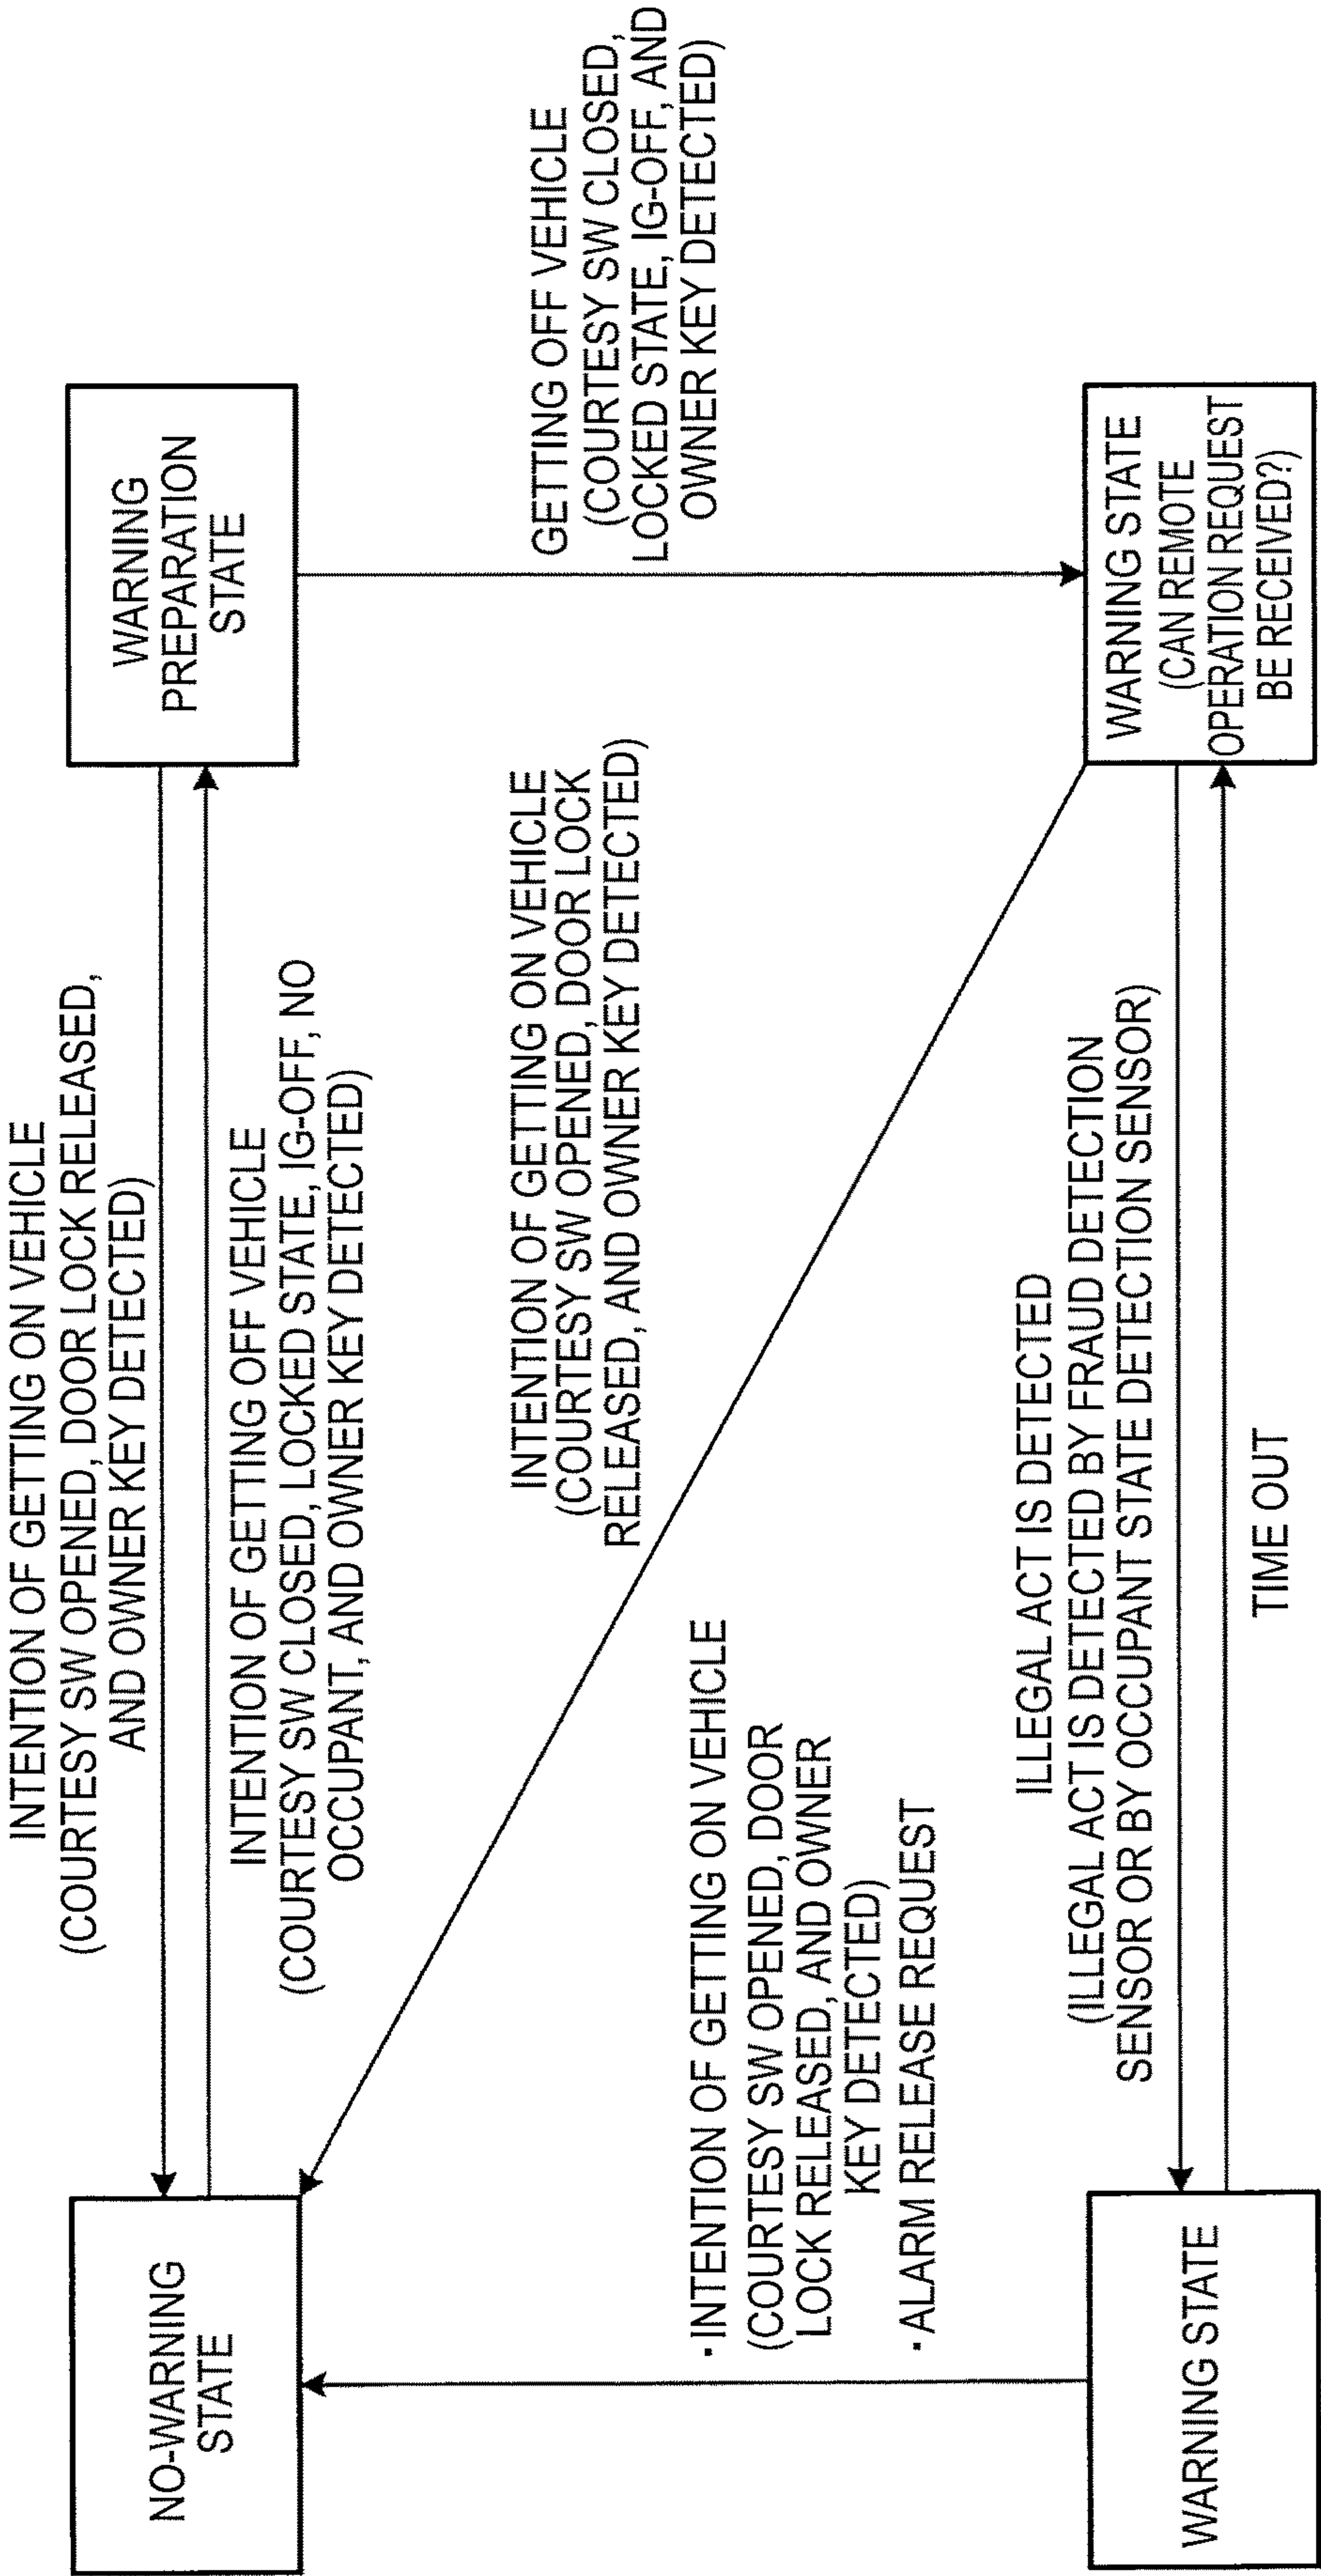 INTENTION OF GETTING ON VEHICLE
(COURTESY SW OPENED, DOOR LOCK RELEASED,
AND OWNER KEY DETECTED)
NO-WARNING
STATE
WARNING
PREPARATION
STATE
INTENTION OF GETTING OFF VEHICLE
(COURTESY SW CLOSED, LOCKED STATE, IG-OFF, NO
OCCUPANT, AND OWNER KEY DETECTED)
INTENTION OF GETTING ON VEHICLE
(COURTESY SW OPENED, DOOR LOCK
RELEASED, AND OWNER KEY DETECTED)
GETTING OFF VEHICLE
(COURTESY SW CLOSED,
LOCKED STATE, IG-OFF, AND
OWNER KEY DETECTED)
· INTENTION OF GETTING ON VEHICLE
(COURTESY SW OPENED, DOOR
LOCK RELEASED, AND OWNER
KEY DETECTED)
· ALARM RELEASE REQUEST
ILLEGAL ACT IS DETECTED
(ILLEGAL ACT IS DETECTED BY FRAUD DETECTION
SENSOR OR BY OCCUPANT STATE DETECTION SENSOR)
WARNING STATE
WARNING STATE
(CAN REMOTE
OPERATION REQUEST
BE RECEIVED?)
TIME OUT